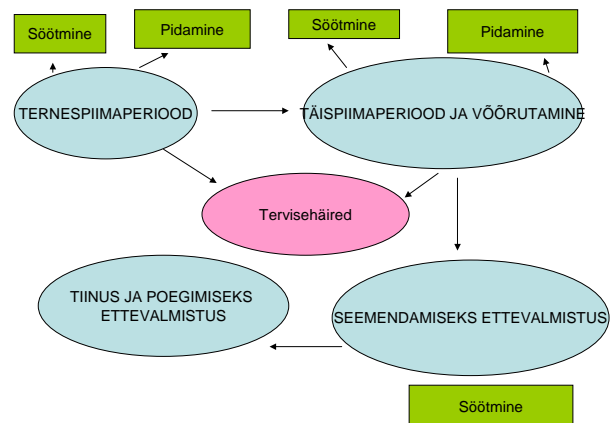 Söötmine
Pidamine
Söötmine
Pidamine
TERNESPIIMAPERIOOD
TÄISPIIMAPERIOOD JA VÕÕRUTAMINE
Tervisehäired
TIINUS JA POEGIMISEKS
ETTEVALMISTUS
SEEMENDAMISEKS ETTEVALMISTUS
Söötmine